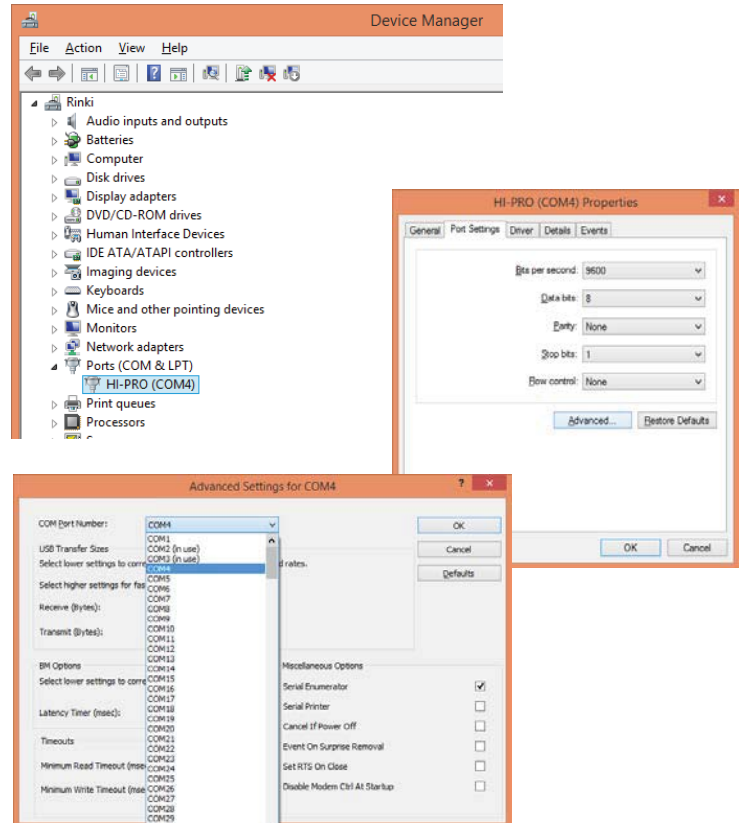 Device Manager
File Action View Help
Rinki
Audio inputs and outputs
Batteries
Computer
Disk drives
Display adapters
DVD/CD-ROM drives
Human Interface Devices
IDE ATA/ATAPI controllers
Imaging devices
Keyboards
Mice and other pointing devices
Monitors
Network adapters
Ports (COM & LPT)
HI-PRO (COM4)
Print queues
Processors
HI-PRO (COM4) Properties
General Port Settings Driver Details Events
Bits per second: 9600
Data bits: 8
Parity: None
Stop bits: 1
Flow control: None
Advanced... Restore Defaults
OK Cancel
Advanced Settings for COM4
COM Port Number: COM4
OK
Cancel
Defaults
USB Transfer Sizes
Select lower settings to corre d rates.
Select higher settings for fas
Receive (Bytes):
Transmit (Bytes):
BM Options
Select lower settings to corre
Latency Timer (msec):
Timeouts
Minimum Read Timeout (mse
Minimum Write Timeout (mse
COM1
COM2 (in use)
COM3 (in use)
COM4
COM5
COM6
COM7
COM8
COM9
COM10
COM11
COM12
COM13
COM14
COM15
COM16
COM17
COM18
COM19
COM20
COM21
COM22
COM23
COM24
COM25
COM26
COM27
COM28
COM29
Miscellaneous Options
Serial Enumerator
Serial Printer
Cancel If Power Off
Event On Surprise Removal
Set RTS On Close
Disable Modem Ctrl At Startup